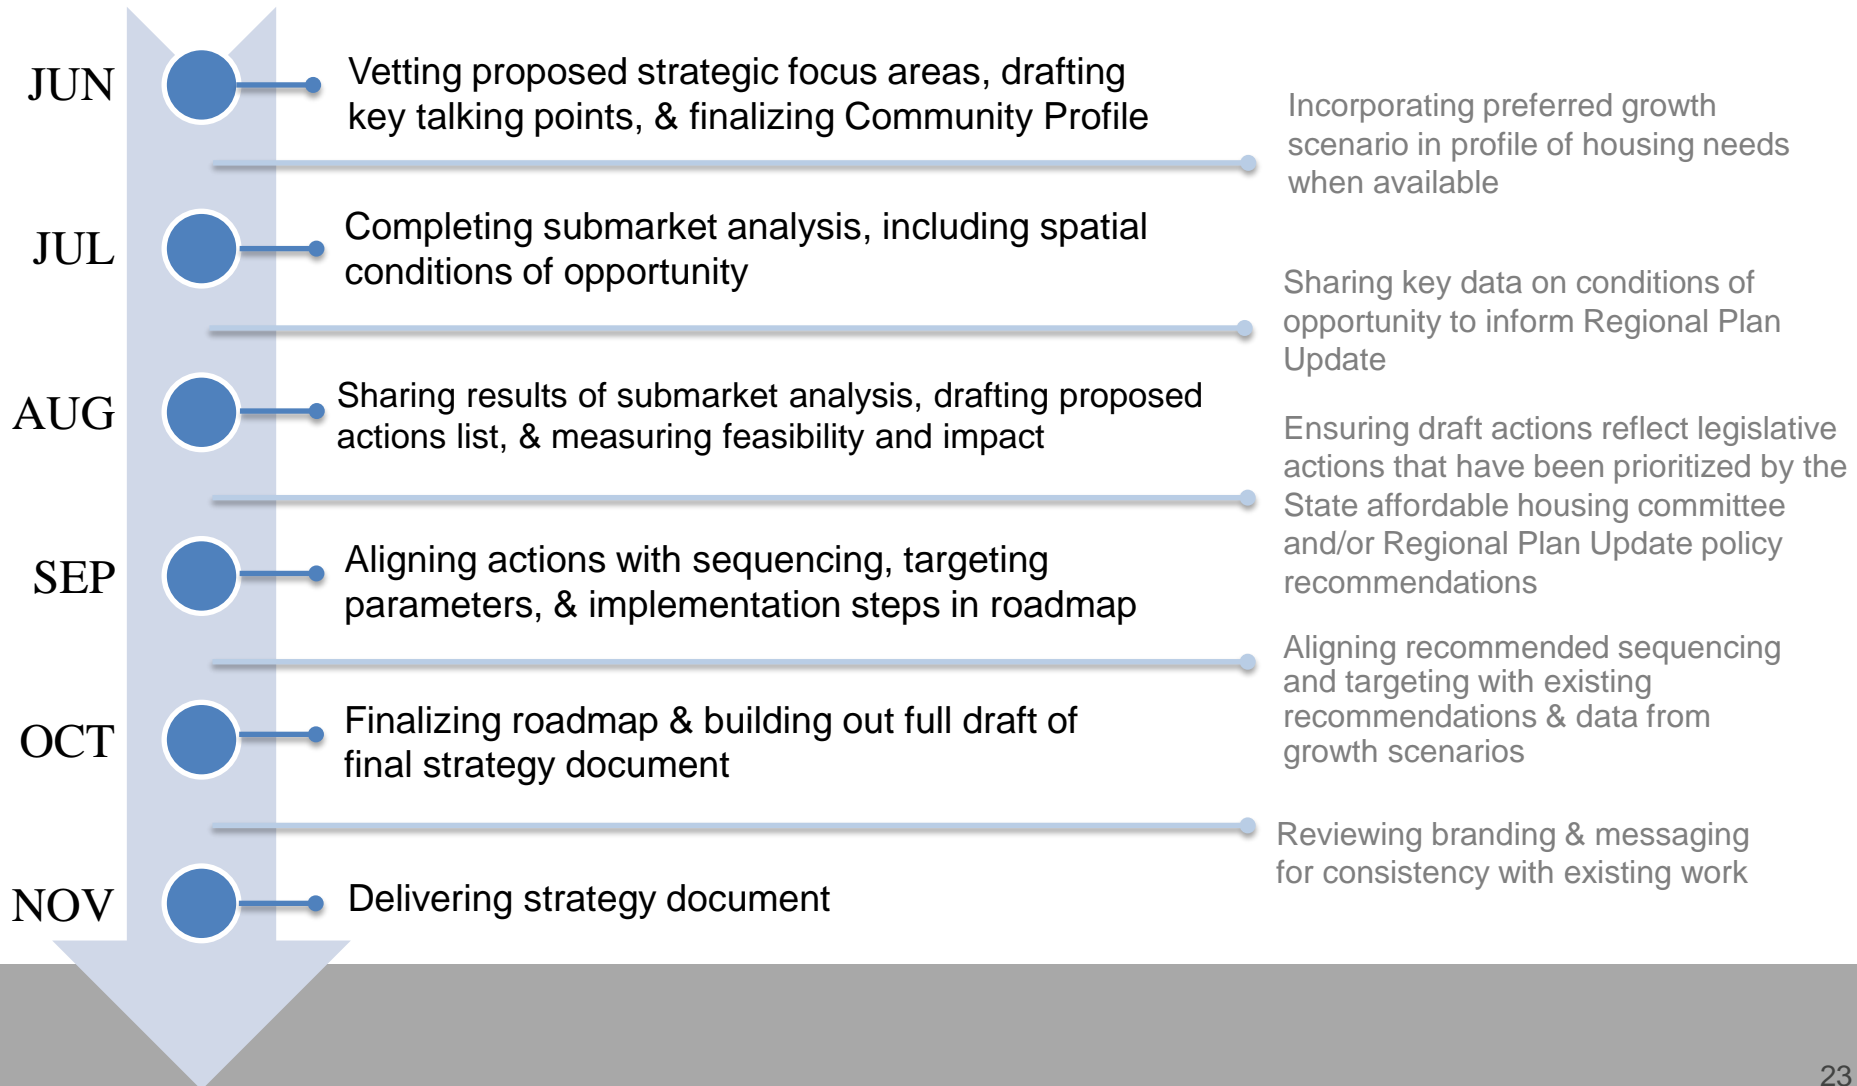 JUN
Vetting proposed strategic focus areas, drafting
key talking points, & finalizing Community Profile
Incorporating preferred growth
scenario in profile of housing needs
when available
JUL
Completing submarket analysis, including spatial
conditions of opportunity
Sharing key data on conditions of
opportunity to inform Regional Plan
Update
AUG
Sharing results of submarket analysis, drafting proposed
actions list, & measuring feasibility and impact
Ensuring draft actions reflect legislative
actions that have been prioritized by the
State affordable housing committee
and/or Regional Plan Update policy
recommendations
SEP
Aligning actions with sequencing, targeting
parameters, & implementation steps in roadmap
Aligning recommended sequencing
and targeting with existing
recommendations & data from
growth scenarios
OCT
Finalizing roadmap & building out full draft of
final strategy document
Reviewing branding & messaging
for consistency with existing work
NOV
Delivering strategy document
23